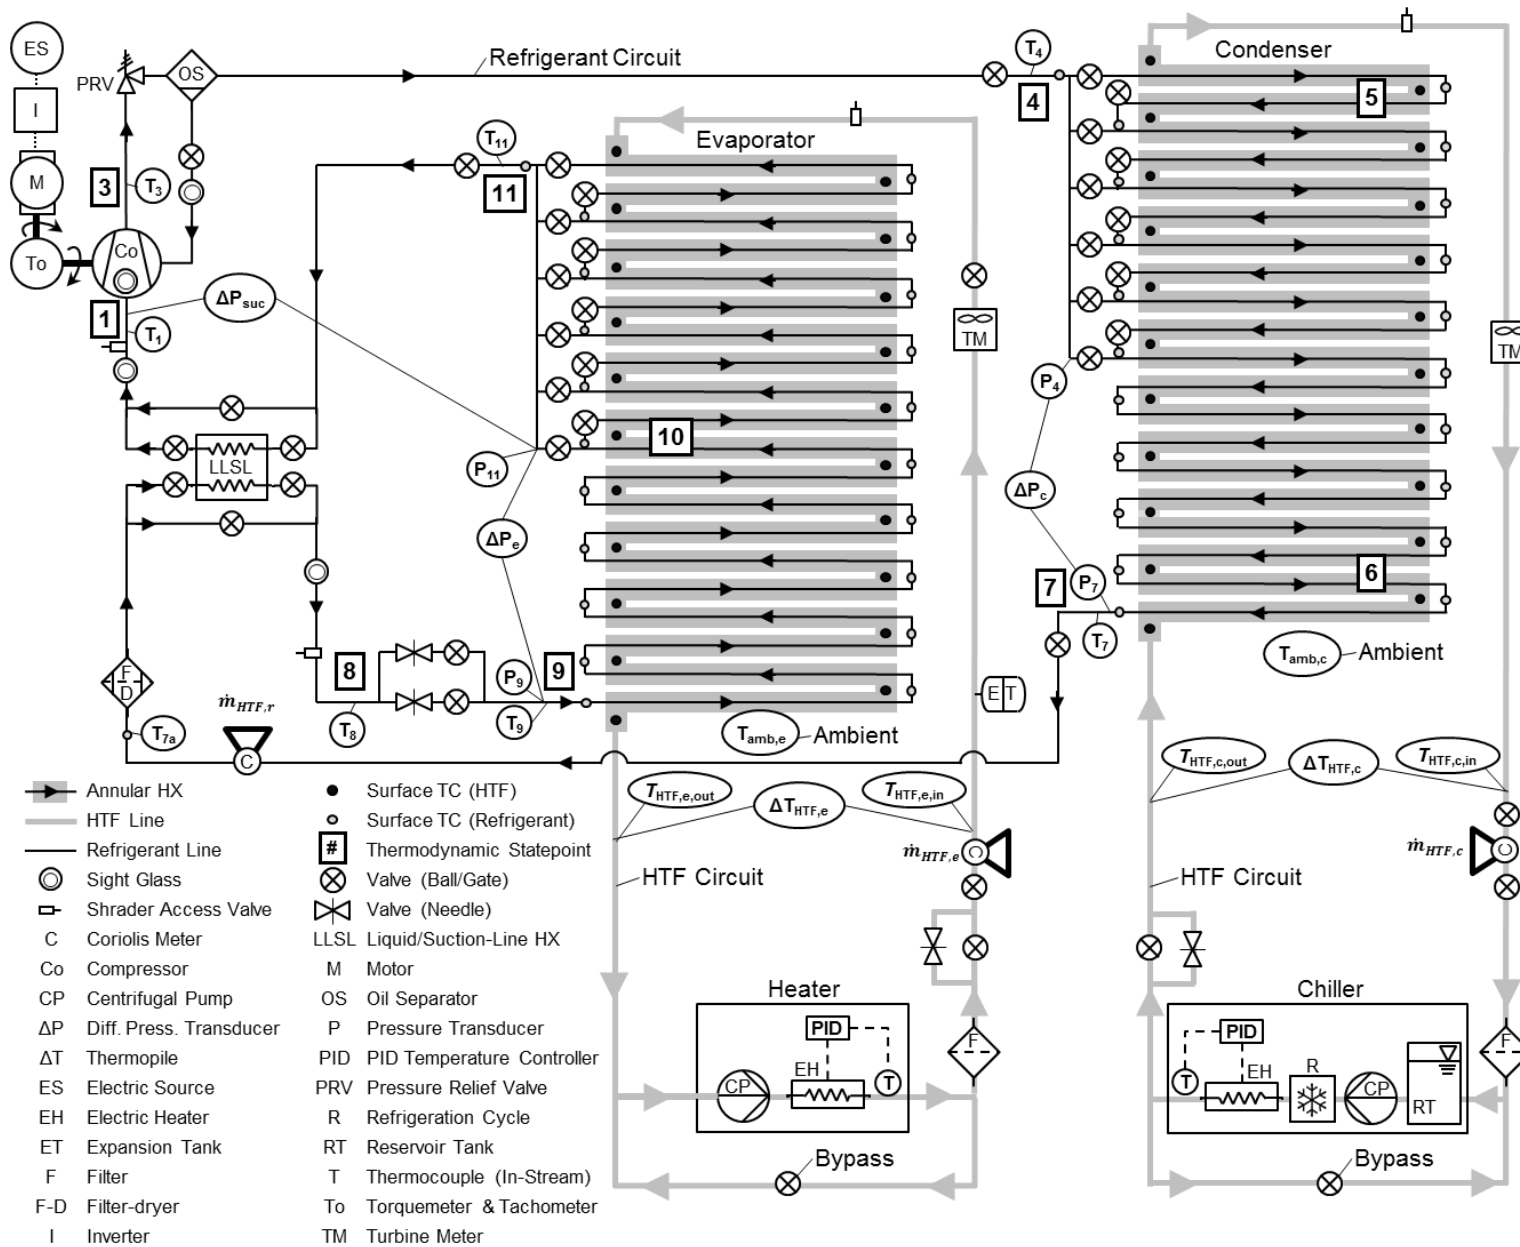 ES
I
M
To
PRV
OS
Refrigerant Circuit
T4
4
Condenser
5
3
T3
Co
1
T1
ΔPsuc
T11
11
Evaporator
10
TM
TM
P4
LLSL
P11
ΔPe
ΔPc
7
P7
T7
6
Tamb,c
Ambient
F
D
8
T8
P9
9
T9
E T
Tamb,e
Ambient
ṁHTF,r
T7a
C
THTF,e,out
ΔTHTF,e
THTF,e,in
THTF,c,out
ΔTHTF,c
THTF,c,in
ṁHTF,e
C
ṁHTF,c
C
HTF Circuit
HTF Circuit
Annular HX
HTF Line
Refrigerant Line
Sight Glass
Shrader Access Valve
C Coriolis Meter
Co Compressor
CP Centrifugal Pump
ΔP Diff. Press. Transducer
ΔT Thermopile
ES Electric Source
EH Electric Heater
ET Expansion Tank
F Filter
F-D Filter-dryer
I Inverter
Surface TC (HTF)
Surface TC (Refrigerant)
# Thermodynamic Statepoint
Valve (Ball/Gate)
Valve (Needle)
LLSL Liquid/Suction-Line HX
M Motor
OS Oil Separator
P Pressure Transducer
PID PID Temperature Controller
PRV Pressure Relief Valve
R Refrigeration Cycle
RT Reservoir Tank
T Thermocouple (In-Stream)
To Torquemeter & Tachometer
TM Turbine Meter
Heater
PID
EH
CP
T
F
Bypass
Chiller
PID
EH
R
T
CP
RT
F
Bypass